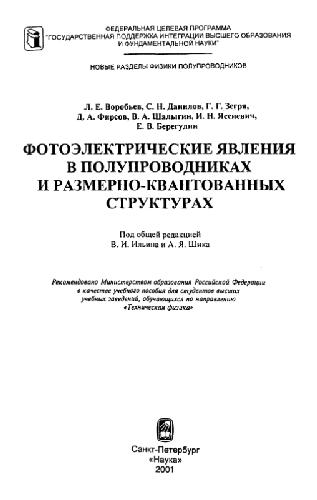 ФЕДЕРАЛЬНАЯ ЦЕЛЕВАЯ ПРОГРАММА
"ГОСУДАРСТВЕННАЯ ПОДДЕРЖКА ИНТЕГРАЦИИ ВЫСШЕГО ОБРАЗОВАНИЯ
И ФУНДАМЕНТАЛЬНОЙ НАУКИ"
НОВЫЕ РАЗДЕЛЫ ФИЗИКИ ПОЛУПРОВОДНИКОВ
Л. Е. Воробьев, С. Н. Данилов, Г. Г. Зегря,
Д. А. Фирсов, В. А. Шалыгин, И. Н. Яссиевич,
Е. В. Берегулин
ФОТОЭЛЕКТРИЧЕСКИЕ ЯВЛЕНИЯ
В ПОЛУПРОВОДНИКАХ
И РАЗМЕРНО-КВАНТОВАННЫХ
СТРУКТУРАХ
Под общей редакцией
В. И. Ильина и А. Я. Шика
Рекомендовано Министерством образования Российской Федерации
в качестве учебного пособия для студентов высших
учебных заведений, обучающихся по направлению
«Техническая физика»
Санкт-Петербург
«Наука»
2001